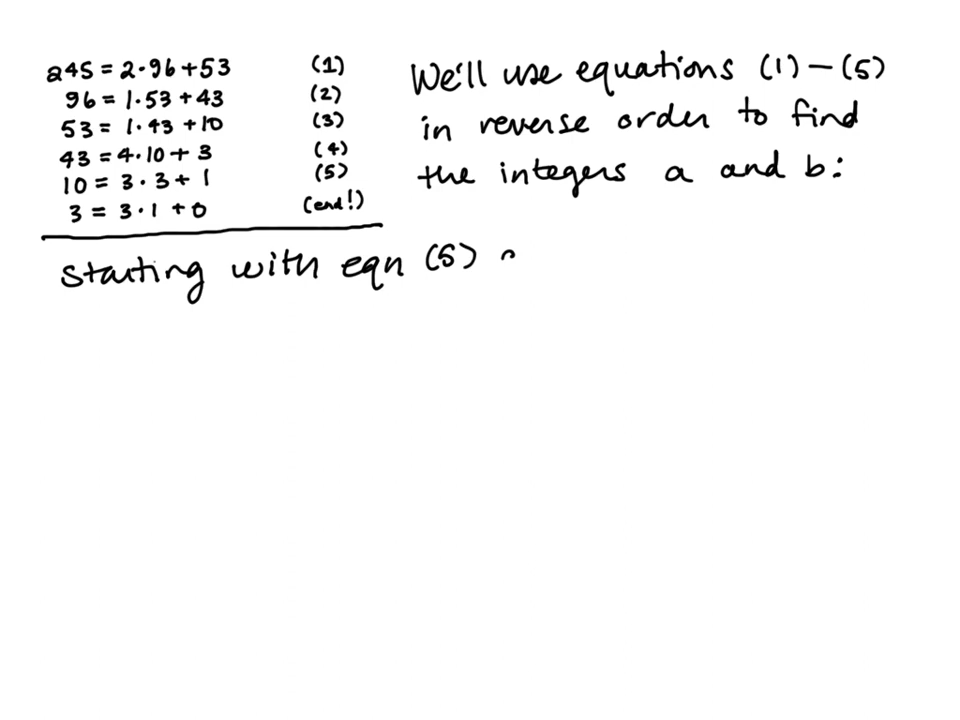 245 = 2·96+53 (1)
96 = 1·53 + 43 (2)
53 = 1·43 + 10 (3)
43 = 4·10 + 3 (4)
10 = 3·3 + 1 (5)
3 = 3·1 + 0 (end!)
We'll use equations (1) – (5)
in reverse order to find
the integers a and b:
Starting with eqn (5)